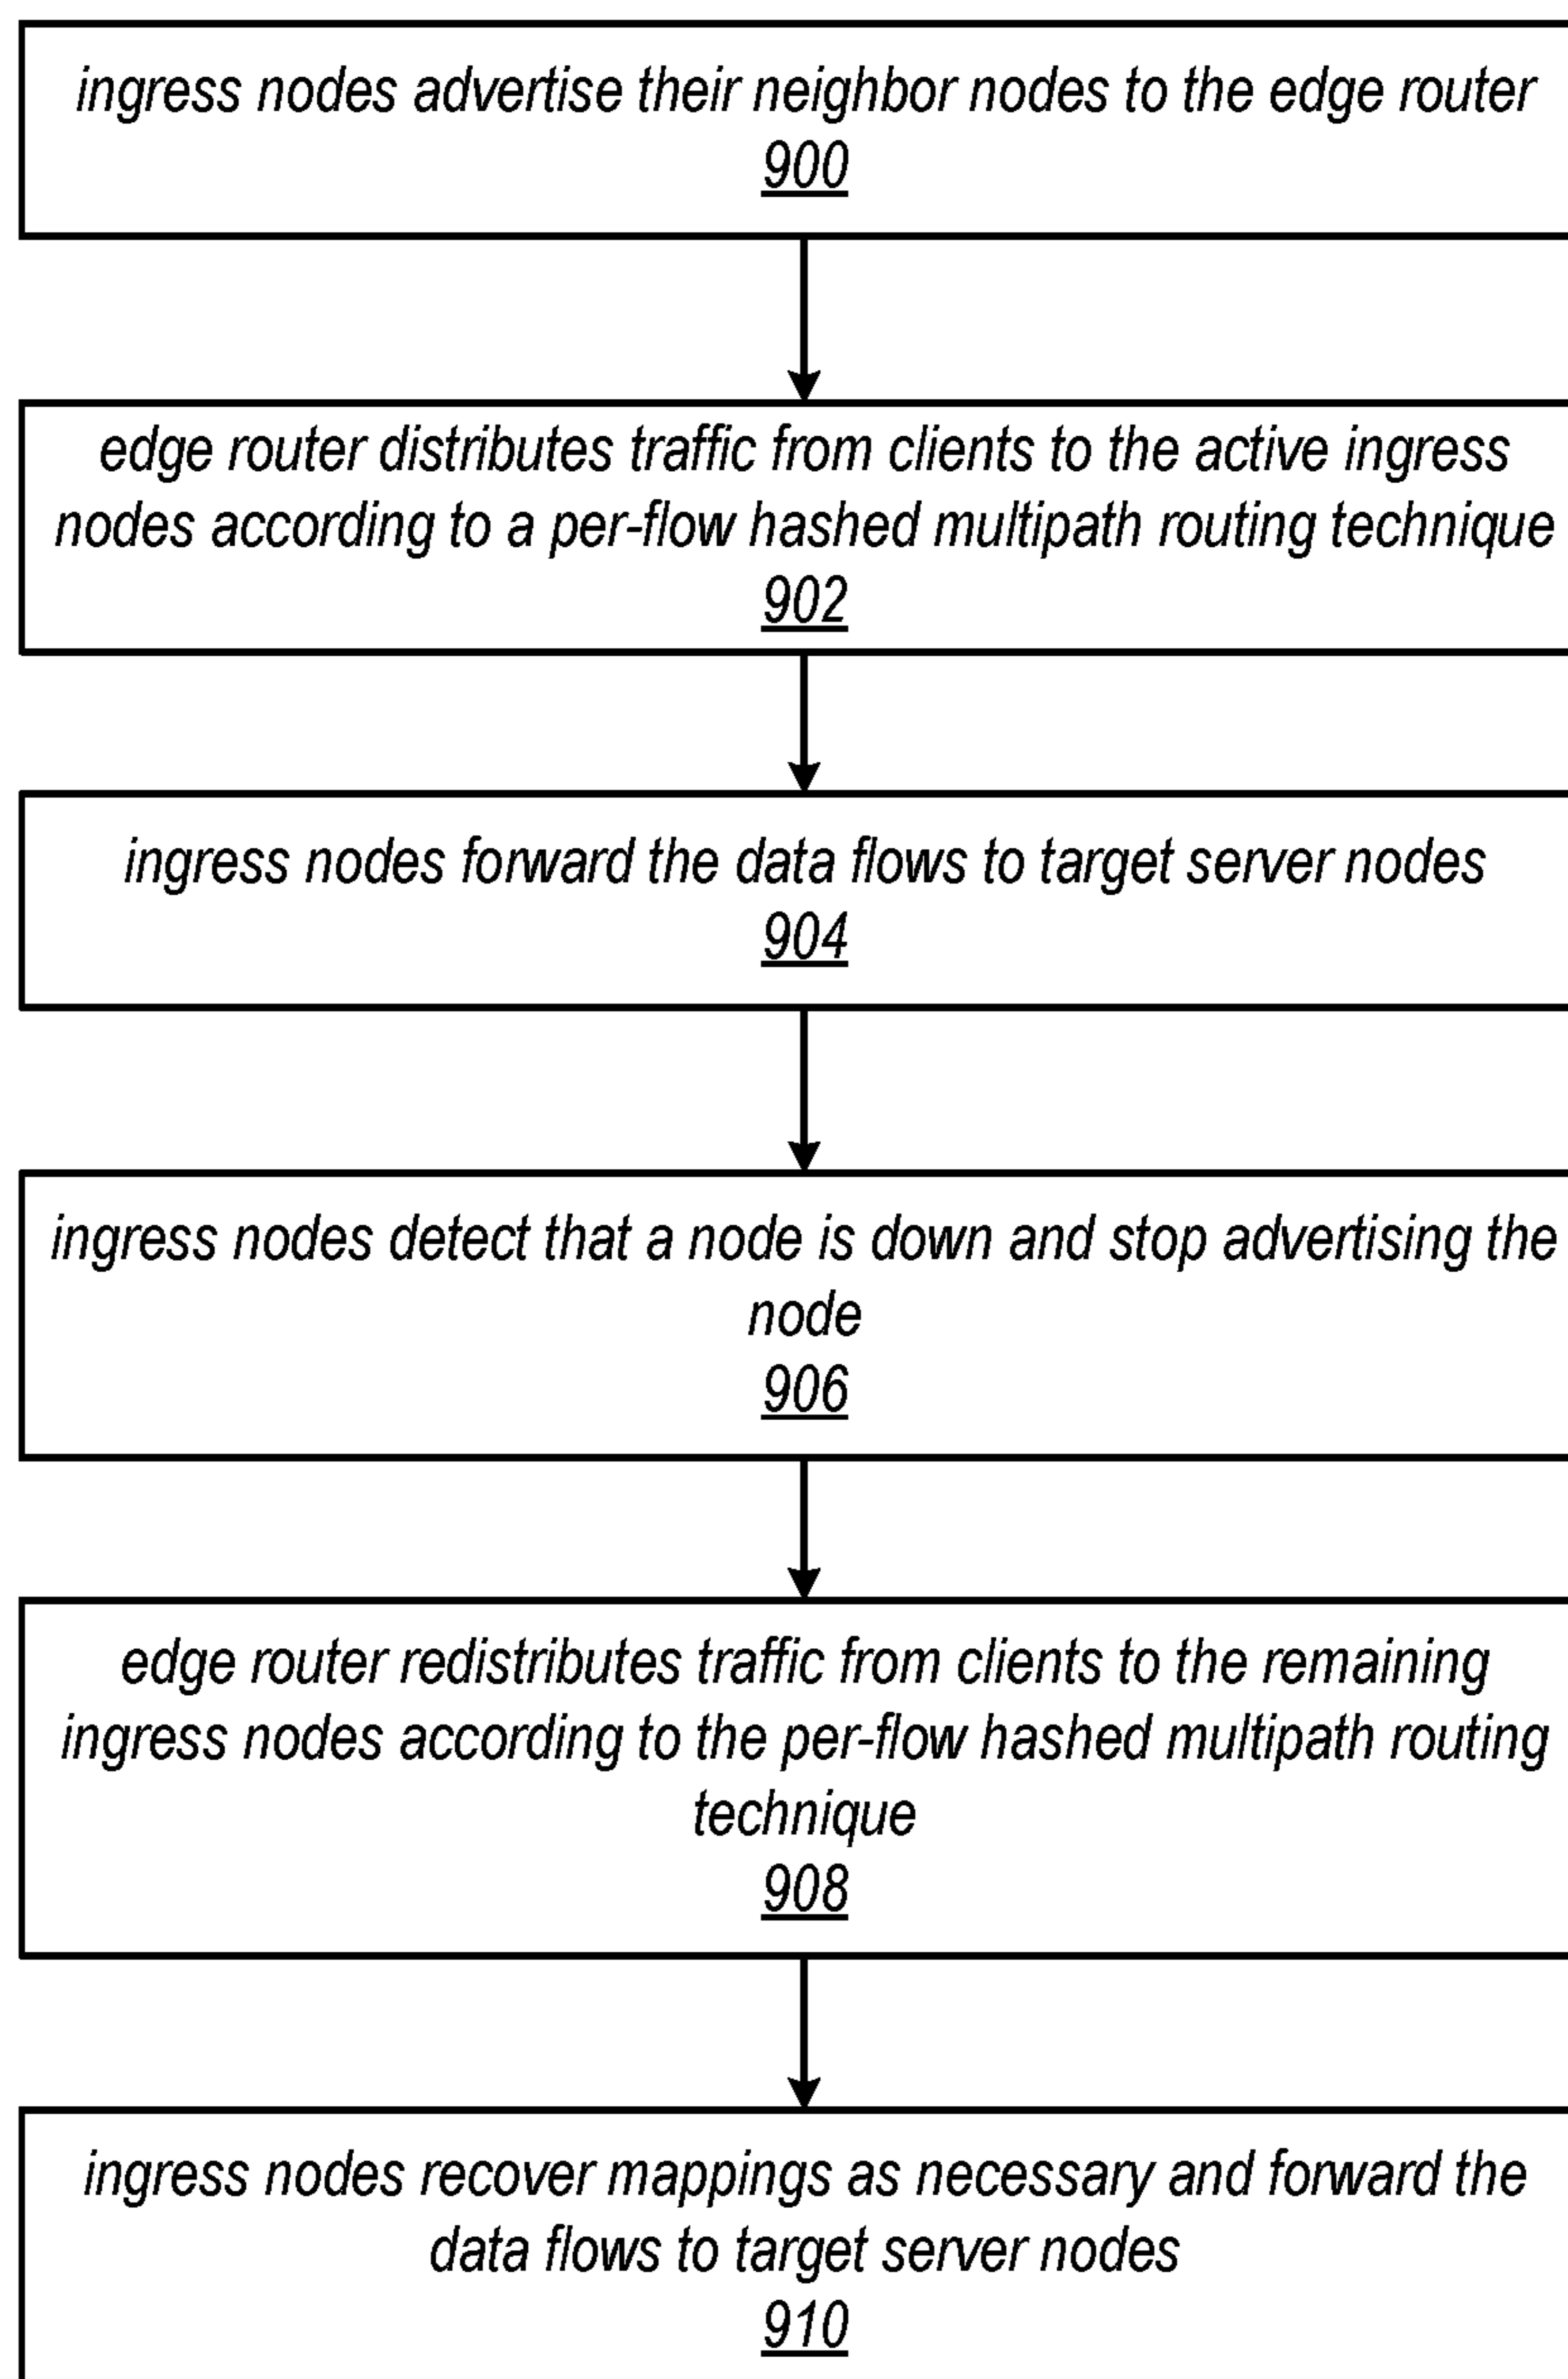 ingress nodes advertise their neighbor nodes to the edge router
900
edge router distributes traffic from clients to the active ingress
nodes according to a per-flow hashed multipath routing technique
902
ingress nodes forward the data flows to target server nodes
904
ingress nodes detect that a node is down and stop advertising the
node
906
edge router redistributes traffic from clients to the remaining
ingress nodes according to the per-flow hashed multipath routing
technique
908
ingress nodes recover mappings as necessary and forward the
data flows to target server nodes
910